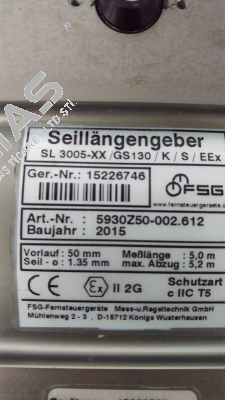 Seillängengeber
SL 3005-XX/GS130/K/S/EEx
Ger.-Nr.: 15226746
FSG
www.fernsteuergeraete.de
Art.-Nr. : 5930Z50-002.612
Baujahr : 2015
Vorlauf : 50 mm Meßlänge : 5,0 m
Seil - ø : 1.35 mm max. Abzug : 5,2 m
CE Ex II 2G Schutzart
c IIC T5
FSG-Fernsteuergeräte Mess-u.Regeltechnik GmbH
Mühlenweg 2 - 3 . D-15712 Königs Wusterhausen